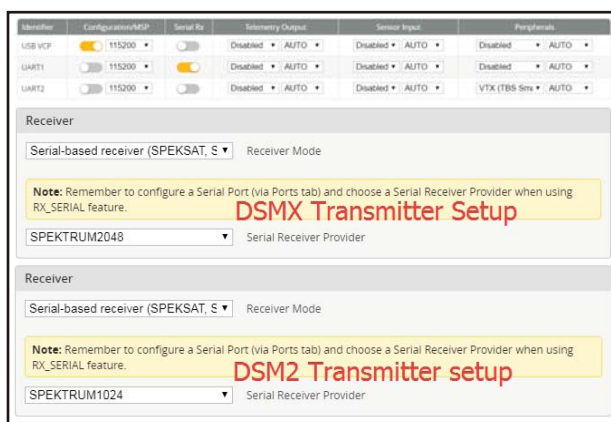 Identifier Configuration/MSP Serial Rx Telemetry Output Sensor Input Peripherals
USB VCP 115200 Disabled AUTO Disabled AUTO Disabled AUTO
UART1 115200 Disabled AUTO Disabled AUTO Disabled AUTO
UART2 115200 Disabled AUTO Disabled AUTO VTX (TBS Sma AUTO
Receiver
Serial-based receiver (SPEKSAT, S Receiver Mode
Note: Remember to configure a Serial Port (via Ports tab) and choose a Serial Receiver Provider when using
RX_SERIAL feature.
DSMX Transmitter Setup
SPEKTRUM2048 Serial Receiver Provider
Receiver
Serial-based receiver (SPEKSAT, S Receiver Mode
Note: Remember to configure a Serial Port (via Ports tab) and choose a Serial Receiver Provider when using
RX_SERIAL feature.
DSM2 Transmitter setup
SPEKTRUM1024 Serial Receiver Provider